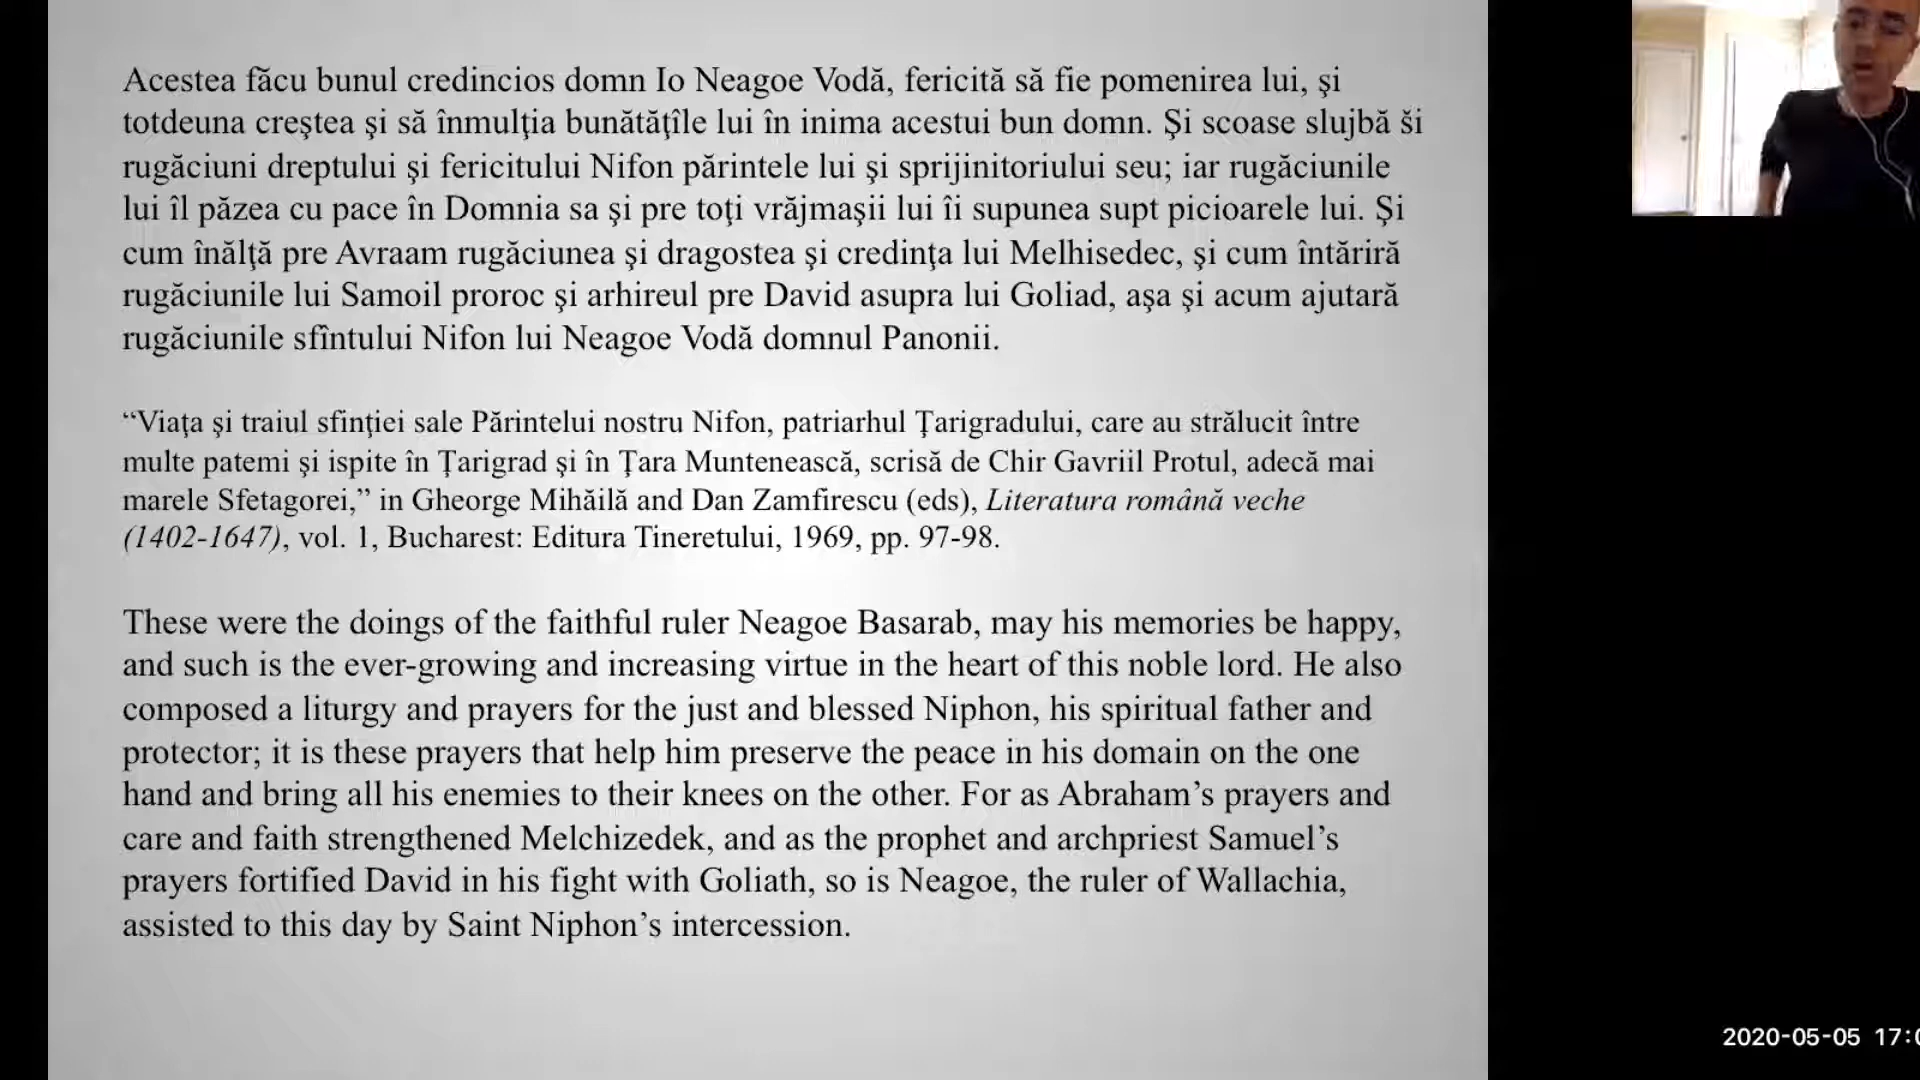 Acestea făcu bunul credincios domn Io Neagoe Vodă, fericită să fie pomenirea lui, şi
totdeuna creştea şi să înmulţia bunătăţîle lui în inima acestui bun domn. Şi scoase slujbă ši
rugăciuni dreptului şi fericitului Nifon părintele lui şi sprijinitoriului seu; iar rugăciunile
lui îl păzea cu pace în Domnia sa şi pre toţi vrăjmaşii lui îi supunea supt picioarele lui. Şi
cum înălţă pre Avraam rugăciunea şi dragostea şi credinţa lui Melhisedec, şi cum întăriră
rugăciunile lui Samoil proroc şi arhireul pre David asupra lui Goliad, aşa şi acum ajutară
rugăciunile sfîntului Nifon lui Neagoe Vodă domnul Panonii.
“Viaţa şi traiul sfinţiei sale Părintelui nostru Nifon, patriarhul Ţarigradului, care au strălucit între
multe patemi şi ispite în Ţarigrad şi în Ţara Muntenească, scrisă de Chir Gavriil Protul, adecă mai
marele Sfetagorei,” in Gheorge Mihăilă and Dan Zamfirescu (eds), Literatura română veche
(1402-1647), vol. 1, Bucharest: Editura Tineretului, 1969, pp. 97-98.
These were the doings of the faithful ruler Neagoe Basarab, may his memories be happy,
and such is the ever-growing and increasing virtue in the heart of this noble lord. He also
composed a liturgy and prayers for the just and blessed Niphon, his spiritual father and
protector; it is these prayers that help him preserve the peace in his domain on the one
hand and bring all his enemies to their knees on the other. For as Abraham’s prayers and
care and faith strengthened Melchizedek, and as the prophet and archpriest Samuel’s
prayers fortified David in his fight with Goliath, so is Neagoe, the ruler of Wallachia,
assisted to this day by Saint Niphon’s intercession.
2020-05-05 17:0